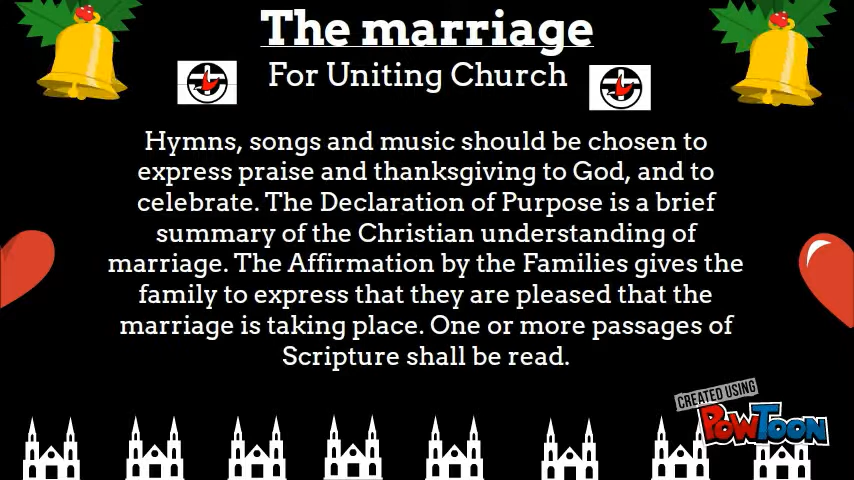 The marriage
For Uniting Church
Hymns, songs and music should be chosen to
express praise and thanksgiving to God, and to
celebrate. The Declaration of Purpose is a brief
summary of the Christian understanding of
marriage. The Affirmation by the Families gives the
family to express that they are pleased that the
marriage is taking place. One or more passages of
Scripture shall be read.
CREATED USING
POWTOON